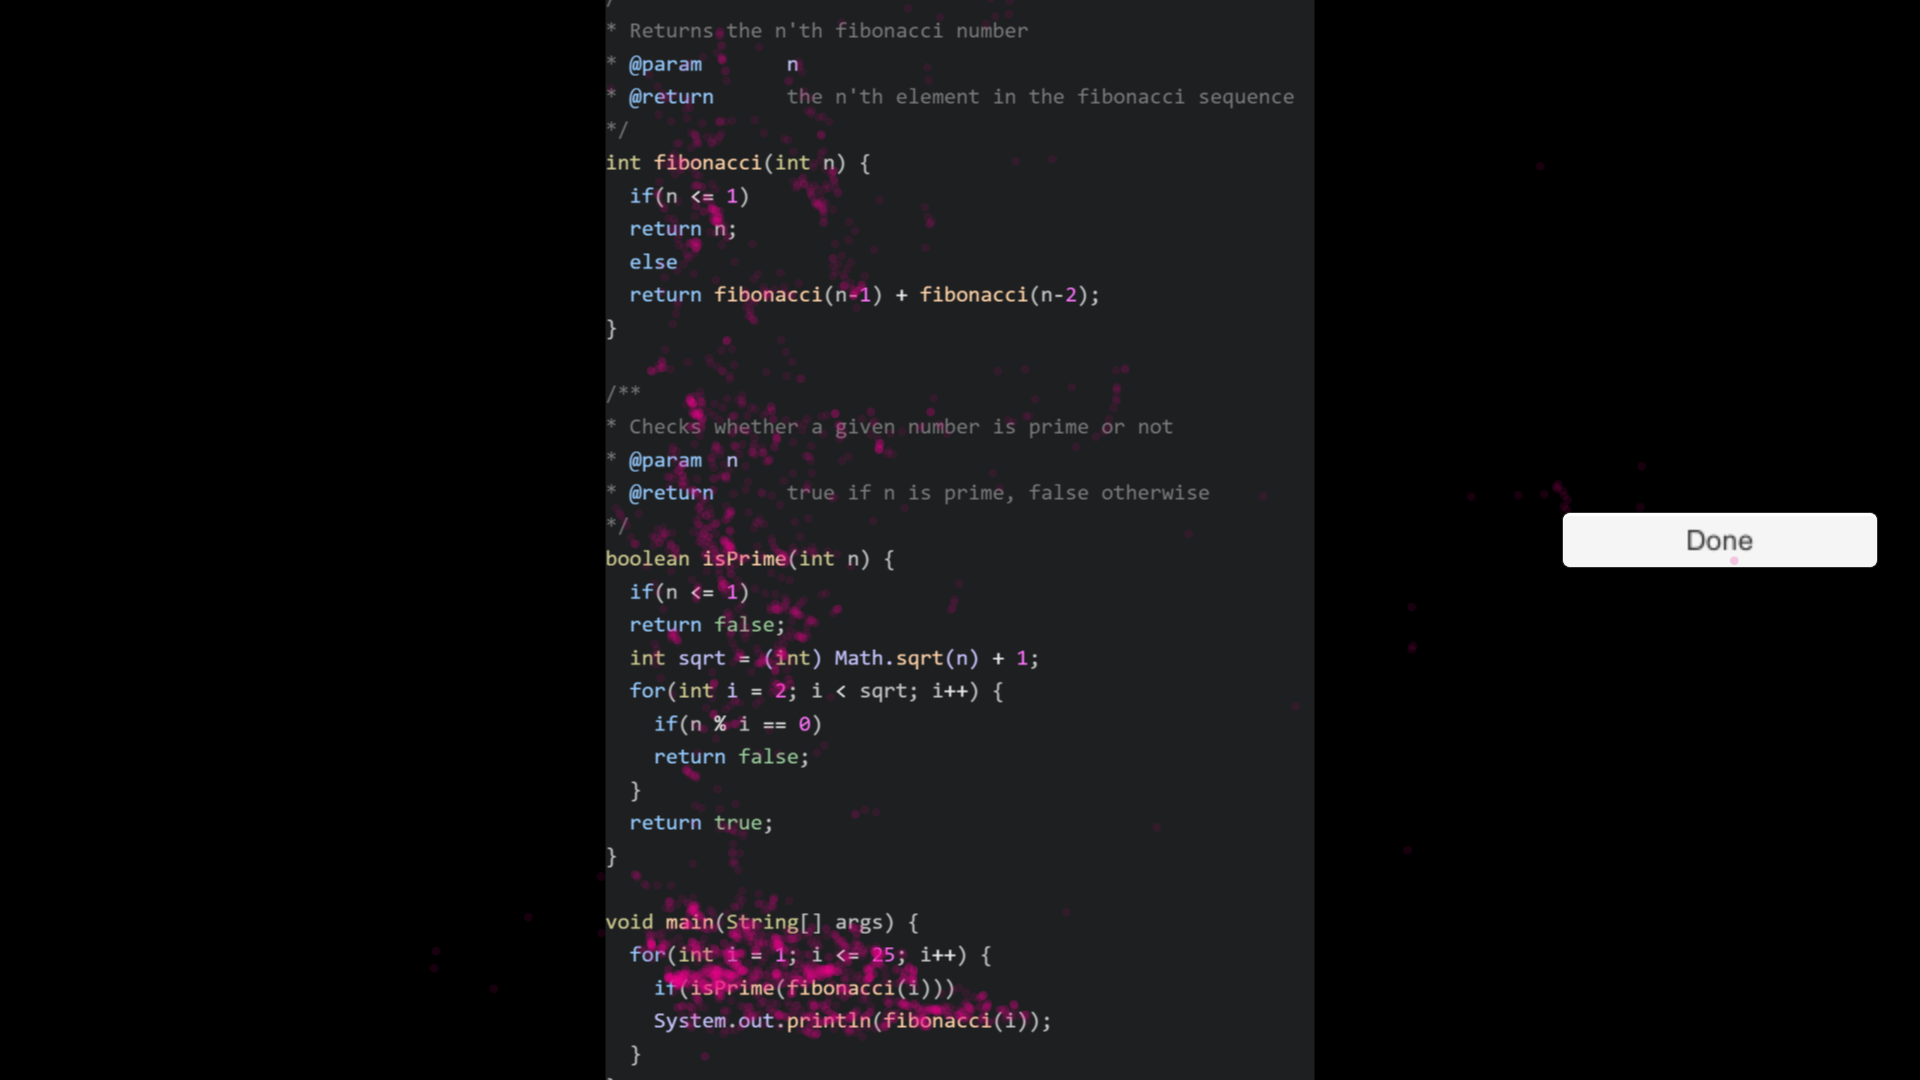 /
* Returns the n'th fibonacci number
* @param      n
* @return      the n'th element in the fibonacci sequence
*/
int fibonacci(int n) {
  if(n <= 1)
  return n;
  else
  return fibonacci(n-1) + fibonacci(n-2);
}

/**
* Checks whether a given number is prime or not
* @param  n
* @return      true if n is prime, false otherwise
*/
boolean isPrime(int n) {
  if(n <= 1)
  return false;
  int sqrt = (int) Math.sqrt(n) + 1;
  for(int i = 2; i < sqrt; i++) {
    if(n % i == 0)
    return false;
  }
  return true;
}

void main(String[] args) {
  for(int i = 1; i <= 25; i++) {
    if(isPrime(fibonacci(i)))
    System.out.println(fibonacci(i));
  }
Done